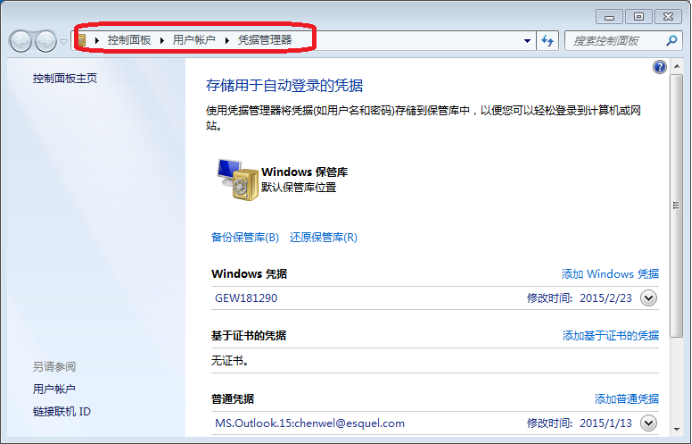 控制面板 ▸ 用户帐户 ▸ 凭据管理器
搜索控制面板
控制面板主页
存储用于自动登录的凭据
使用凭据管理器将凭据(如用户名和密码)存储到保管库中，以便您可以轻松登录到计算机或网
站。
Windows 保管库
默认保管库位置
备份保管库(B) 还原保管库(R)
Windows 凭据 添加 Windows 凭据
GEW181290 修改时间: 2015/2/23
基于证书的凭据 添加基于证书的凭据
无证书。
普通凭据 添加普通凭据
MS.Outlook.15:chenwel@esquel.com 修改时间: 2015/1/13
另请参阅
用户帐户
链接联机 ID